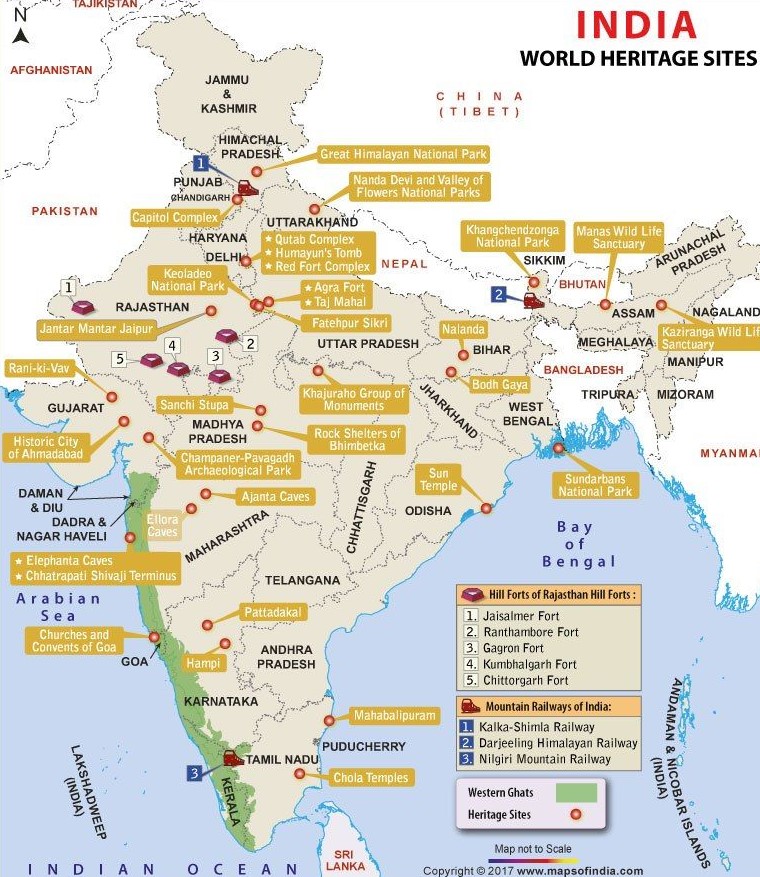 TAJIKISTAN
N
INDIA
WORLD HERITAGE SITES
AFGHANISTAN
JAMMU
&
KASHMIR
CHINA
(TIBET)
HIMACHAL
PRADESH
Great Himalayan National Park
1
PUNJAB
CHANDIGARH
Nanda Devi and Valley of
Flowers National Parks
PAKISTAN
Capitol Complex
UTTARAKHAND
HARYANA
DELHI
★ Qutab Complex
★ Humayun's Tomb
★ Red Fort Complex
Khangchendzonga
National Park
Manas Wild Life
Sanctuary
ARUNACHAL
PRADESH
NEPAL
SIKKIM
BHUTAN
Keoladeo
National Park
★ Agra Fort
★ Taj Mahal
1
2
RAJASTHAN
Jantar Mantar Jaipur
Fatehpur Sikri
ASSAM
NAGALAND
Kaziranga Wild Life
Sanctuary
Nalanda
UTTAR PRADESH
BIHAR
MEGHALAYA
2
3
4
5
MANIPUR
Rani-ki-Vav
BANGLADESH
Bodh Gaya
GUJARAT
Sanchi Stupa
Khajuraho Group of
Monuments
JHARKHAND
TRIPURA
MIZORAM
WEST
BENGAL
MADHYA
PRADESH
Historic City
of Ahmadabad
Rock Shelters of
Bhimbetka
MYANMAR
Champaner-Pavagadh
Archaeological Park
Sun
Temple
Sundarbans
National Park
DAMAN
& DIU
DADRA &
NAGAR HAVELI
Ajanta Caves
Ellora
Caves
MAHARASHTRA
CHHATTISGARH
ODISHA
Bay
of
Bengal
★ Elephanta Caves
★ Chhatrapati Shivaji Terminus
TELANGANA
Arabian
Sea
Pattadakal
Churches and
Convents of Goa
GOA
Hampi
ANDHRA
PRADESH
KARNATAKA
Mahabalipuram
PUDUCHERRY
TAMIL NADU
3
Chola Temples
KERALA
LAKSHADWEEP
(INDIA)
ANDAMAN & NICOBAR ISLANDS
(INDIA)
Hill Forts of Rajasthan Hill Forts :
1. Jaisalmer Fort
2. Ranthambore Fort
3. Gagron Fort
4. Kumbhalgarh Fort
5. Chittorgarh Fort
Mountain Railways of India:
1. Kalka-Shimla Railway
2. Darjeeling Himalayan Railway
3. Nilgiri Mountain Railway
Western Ghats
Heritage Sites
Map not to Scale
SRI
LANKA
INDIAN OCEAN
Copyright © 2017 www.mapsofindia.com